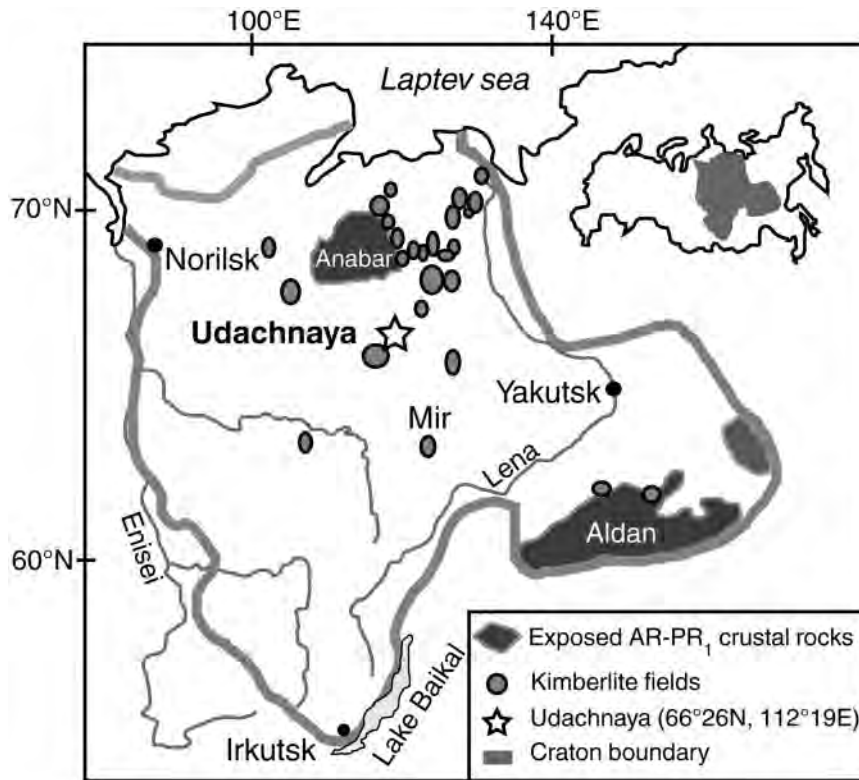 100°E
140°E
Laptev sea
70°N
Norilsk
Anabar
Udachnaya
Yakutsk
Mir
Lena
Enisei
Aldan
60°N
Lake Baikal
Irkutsk
Exposed AR-PR₁ crustal rocks
Kimberlite fields
Udachnaya (66°26N, 112°19E)
Craton boundary